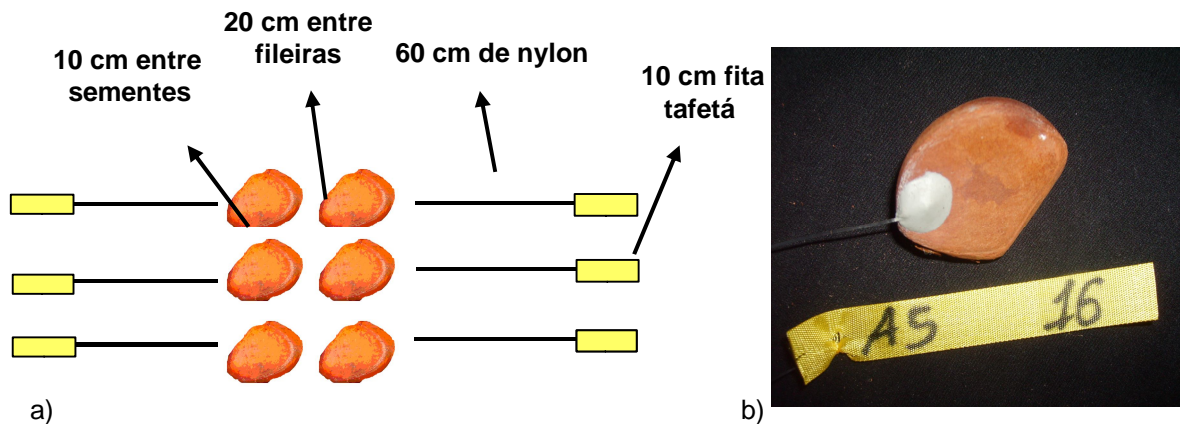 10 cm entre
sementes
20 cm entre
fileiras
60 cm de nylon
10 cm fita
tafetá
a)
b)
AS 16